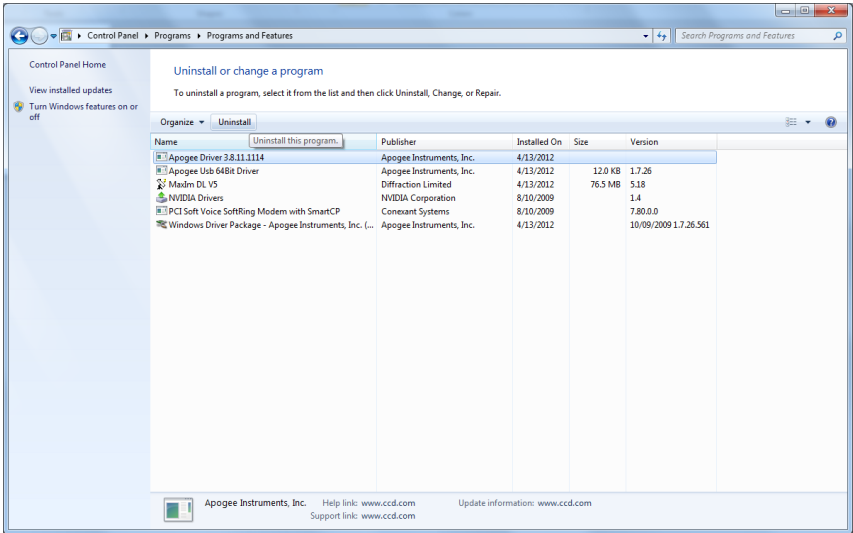 Control Panel ▸ Programs ▸ Programs and Features Search Programs and Features
Control Panel Home
View installed updates
Turn Windows features on or
off
Uninstall or change a program
To uninstall a program, select it from the list and then click Uninstall, Change, or Repair.
Organize Uninstall
Name Uninstall this program. Publisher Installed On Size Version
Apogee Driver 3.8.11.1114 Apogee Instruments, Inc. 4/13/2012
Apogee Usb 64Bit Driver Apogee Instruments, Inc. 4/13/2012 12.0 KB 1.7.26
MaxIm DL V5 Diffraction Limited 4/13/2012 76.5 MB 5.18
NVIDIA Drivers NVIDIA Corporation 8/10/2009 1.4
PCI Soft Voice SoftRing Modem with SmartCP Conexant Systems 8/10/2009 7.80.0.0
Windows Driver Package - Apogee Instruments, Inc. (... Apogee Instruments, Inc. 4/13/2012 10/09/2009 1.7.26.561
Apogee Instruments, Inc. Help link: www.ccd.com Update information: www.ccd.com
Support link: www.ccd.com